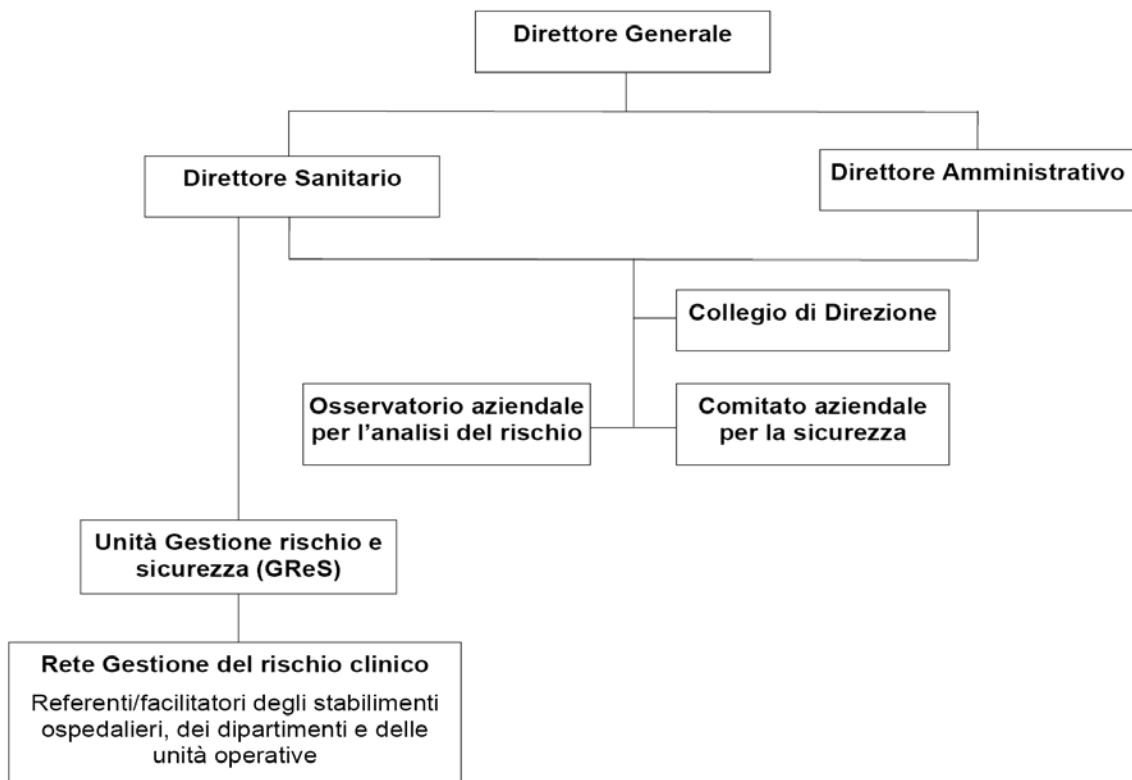 Direttore Generale
Direttore Sanitario
Direttore Amministrativo
Collegio di Direzione
Osservatorio aziendale
per l'analisi del rischio
Comitato aziendale
per la sicurezza
Unità Gestione rischio e
sicurezza (GReS)
Rete Gestione del rischio clinico
Referenti/facilitatori degli stabilimenti
ospedalieri, dei dipartimenti e delle
unità operative